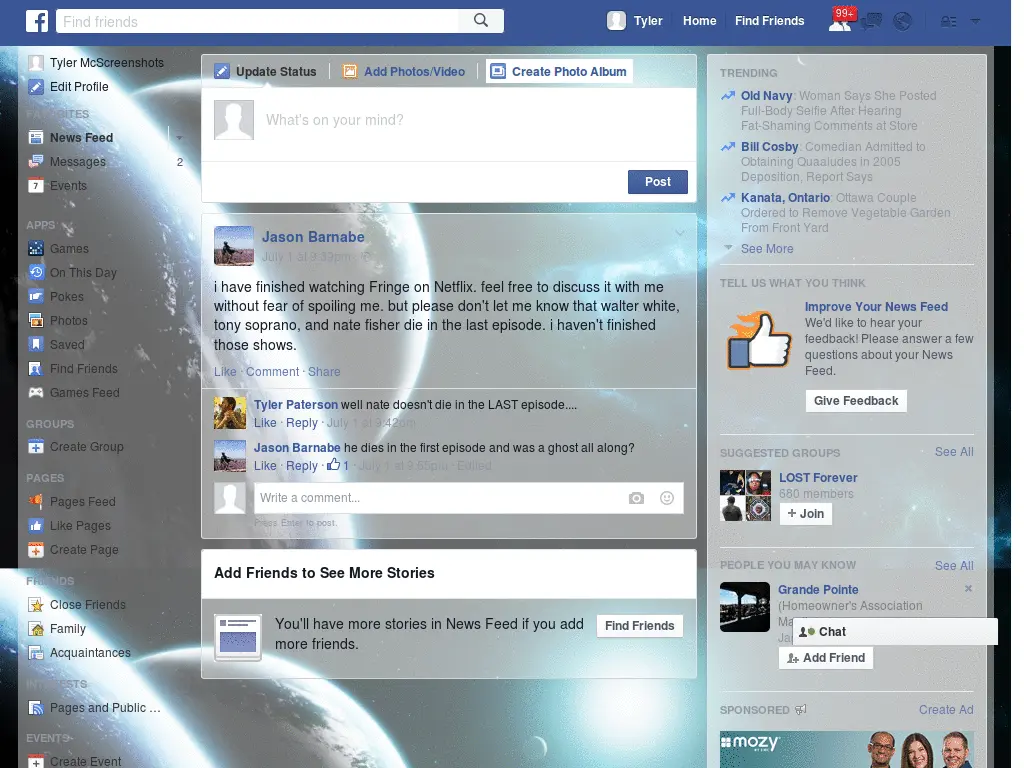 Find friends
Tyler
Home
Find Friends
99+
Tyler McScreenshots
Edit Profile
FAVORITES
News Feed
Messages 2
Events
APPS
Games
On This Day
Pokes
Photos
Saved
Find Friends
Games Feed
GROUPS
Create Group
PAGES
Pages Feed
Like Pages
Create Page
FRIENDS
Close Friends
Family
Acquaintances
INTERESTS
Pages and Public ...
EVENTS
Create Event
Update Status
Add Photos/Video
Create Photo Album
What's on your mind?
Post
Jason Barnabe
July 1 at 9:39pm
i have finished watching Fringe on Netflix. feel free to discuss it with me
without fear of spoiling me. but please don't let me know that walter white,
tony soprano, and nate fisher die in the last episode. i haven't finished
those shows.
Like · Comment · Share
Tyler Paterson well nate doesn't die in the LAST episode....
Like · Reply · July 1 at 9:42pm
Jason Barnabe he dies in the first episode and was a ghost all along?
Like · Reply · 1 · July 1 at 9:55pm · Edited
Write a comment...
Press Enter to post.
Add Friends to See More Stories
You'll have more stories in News Feed if you add
more friends.
Find Friends
TRENDING
Old Navy: Woman Says She Posted
Full-Body Selfie After Hearing
Fat-Shaming Comments at Store
Bill Cosby: Comedian Admitted to
Obtaining Quaaludes in 2005
Deposition, Report Says
Kanata, Ontario: Ottawa Couple
Ordered to Remove Vegetable Garden
From Front Yard
See More
TELL US WHAT YOU THINK
Improve Your News Feed
We'd like to hear your
feedback! Please answer a few
questions about your News
Feed.
Give Feedback
SUGGESTED GROUPS
See All
LOST Forever
680 members
+ Join
PEOPLE YOU MAY KNOW
See All
Grande Pointe
(Homeowner's Association
Chat
Add Friend
SPONSORED
Create Ad
mozy